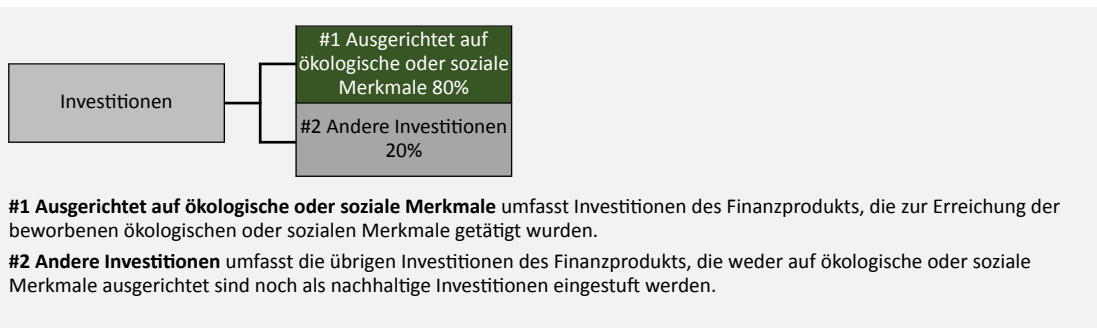 #1 Ausgerichtet auf
ökologische oder soziale
Merkmale 80%
Investitionen
#2 Andere Investitionen
20%
#1 Ausgerichtet auf ökologische oder soziale Merkmale umfasst Investitionen des Finanzprodukts, die zur Erreichung der
beworbenen ökologischen oder sozialen Merkmale getätigt wurden.
#2 Andere Investitionen umfasst die übrigen Investitionen des Finanzprodukts, die weder auf ökologische oder soziale
Merkmale ausgerichtet sind noch als nachhaltige Investitionen eingestuft werden.